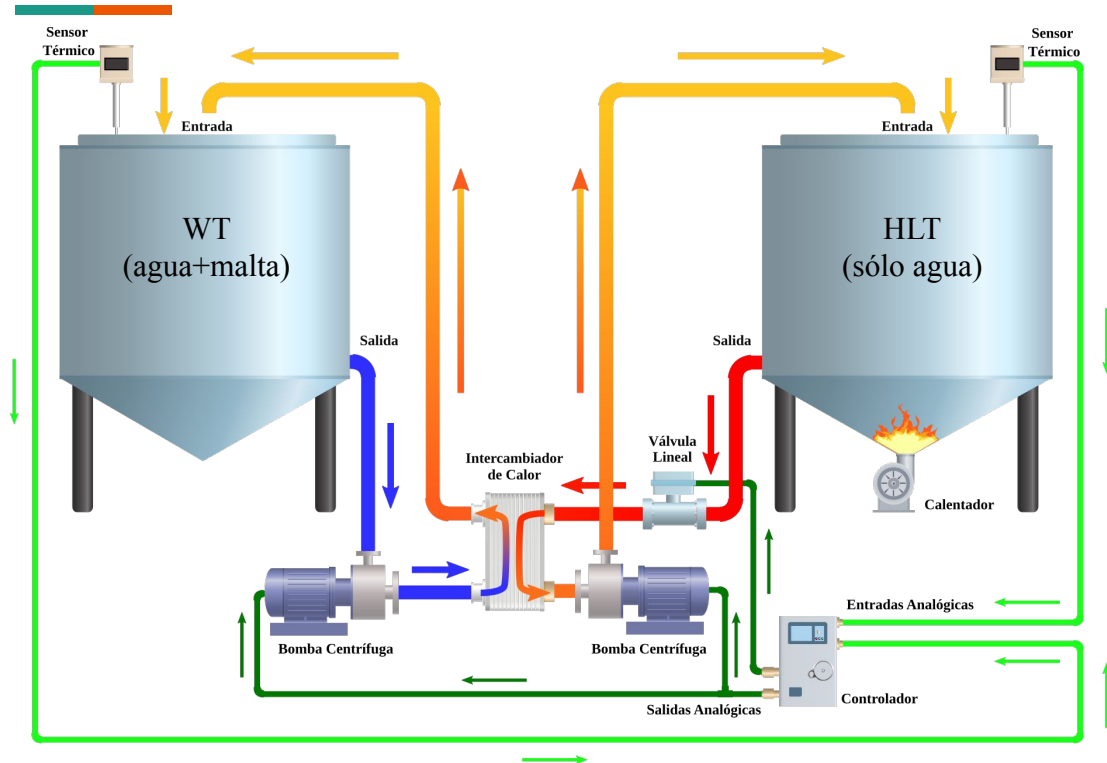 Sensor
Térmico
Sensor
Térmico
Entrada
Entrada
WT
(agua+malta)
HLT
(sólo agua)
Salida
Salida
Válvula
Lineal
Intercambiador
de Calor
Calentador
Entradas Analógicas
Bomba Centrífuga
Bomba Centrífuga
Controlador
Salidas Analógicas